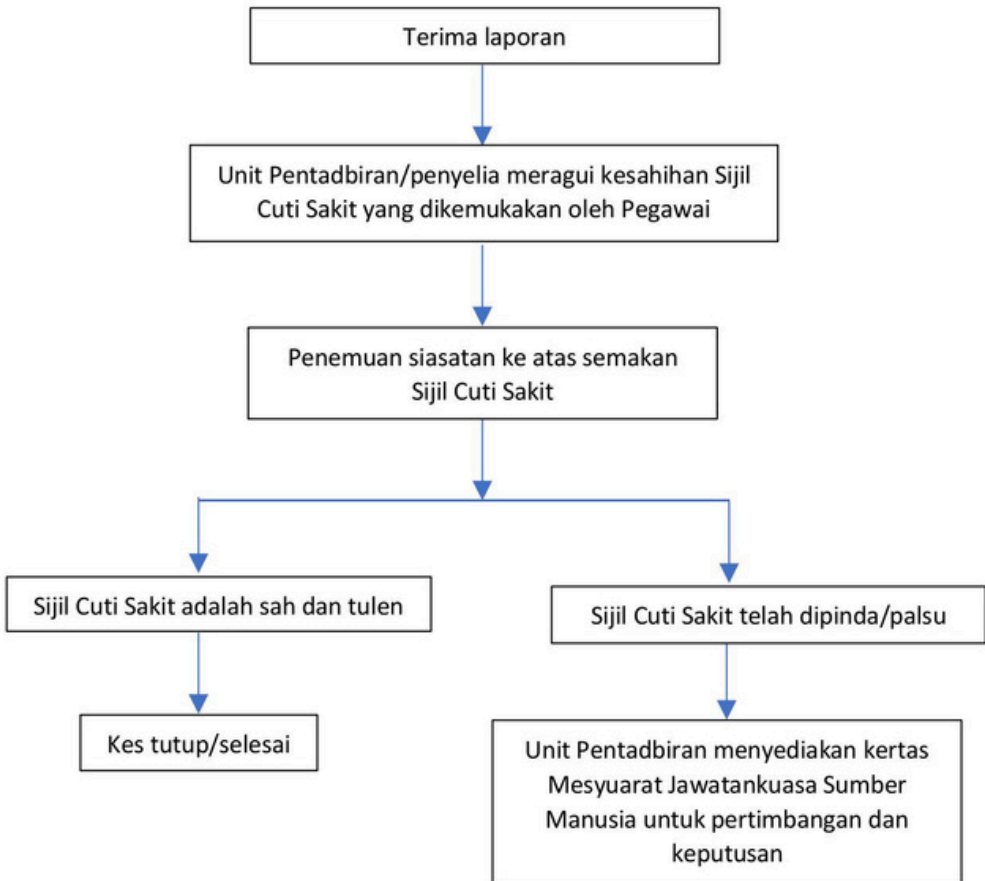 Terima laporan
Unit Pentadbiran/penyelia meragui kesahihan Sijil
Cuti Sakit yang dikemukakan oleh Pegawai
Penemuan siasatan ke atas semakan
Sijil Cuti Sakit
Sijil Cuti Sakit adalah sah dan tulen
Sijil Cuti Sakit telah dipinda/palsu
Kes tutup/selesai
Unit Pentadbiran menyediakan kertas
Mesyuarat Jawatankuasa Sumber
Manusia untuk pertimbangan dan
keputusan